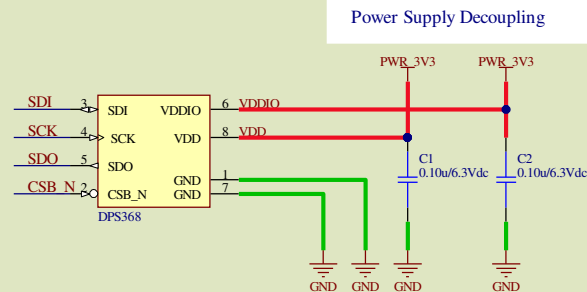 Power Supply Decoupling
PWR_3V3 PWR_3V3
SDI 3 SDI VDDIO 6 VDDIO
SCK 4 SCK VDD 8 VDD
SDO 5 SDO
CSB_N 2 CSB_N GND 1
GND 7
DPS368
C1
0.10u/6.3Vdc
C2
0.10u/6.3Vdc
GND GND GND GND